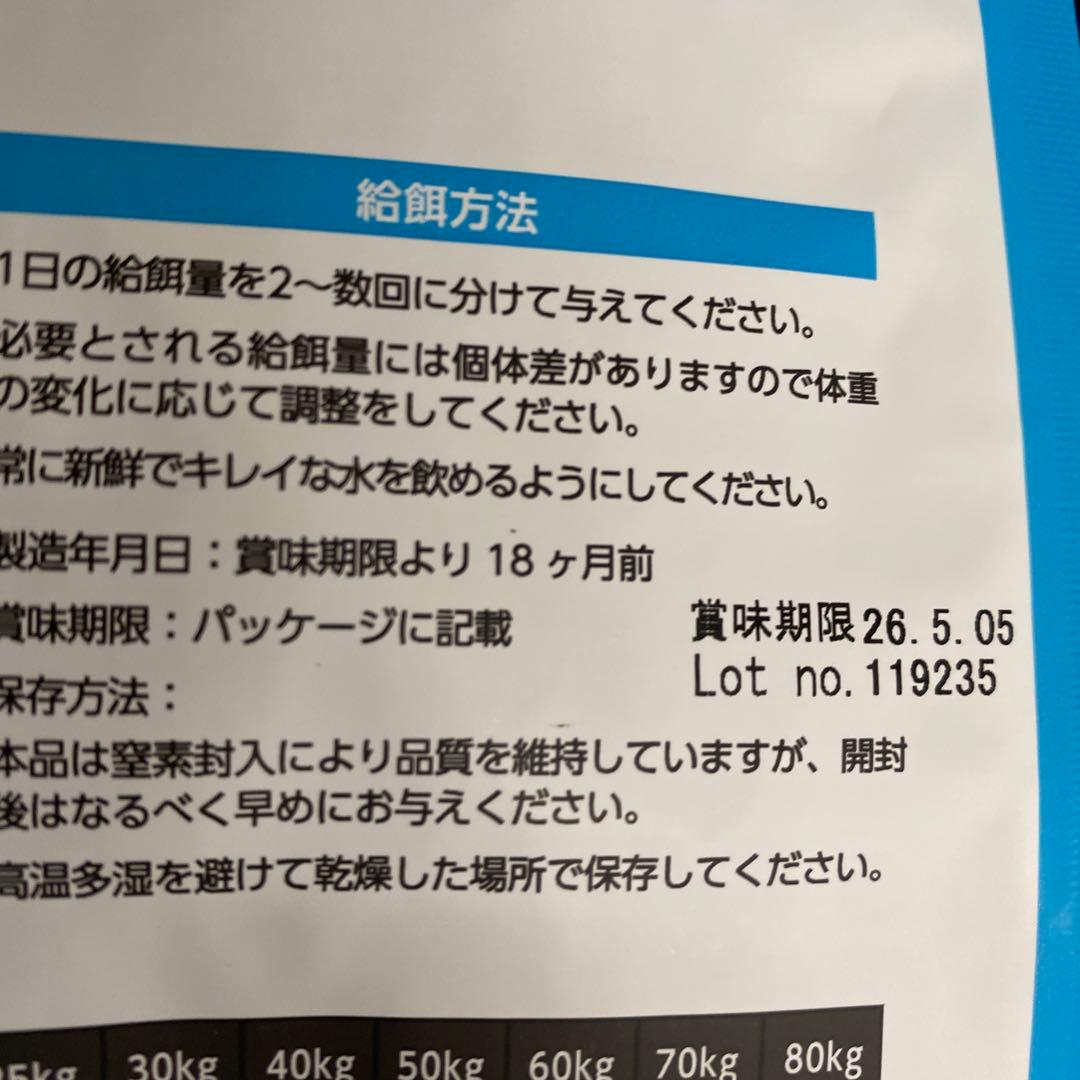 給餌方法
1日の給餌量を2〜数回に分けて与えてください。
必要とされる給餌量には個体差がありますので体重
の変化に応じて調整をしてください。
常に新鮮でキレイな水を飲めるようにしてください。
製造年月日：賞味期限より 18 ヶ月前
賞味期限：パッケージに記載
賞味期限 26.5.05
Lot no. 119235
保存方法：
本品は窒素封入により品質を維持していますが、開封
後はなるべく早めにお与えください。
高温多湿を避けて乾燥した場所で保存してください。
30kg 40kg 50kg 60kg 70kg 80kg